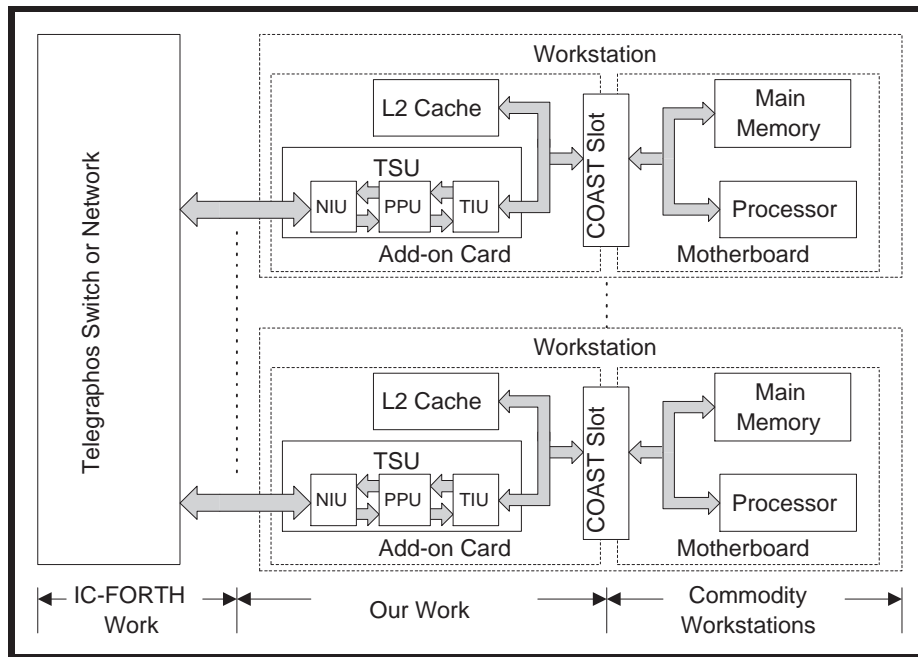 Telegraphos Switch or Network
Workstation
L2 Cache
TSU
NIU
PPU
TIU
Add-on Card
COAST Slot
Main
Memory
Processor
Motherboard
Workstation
L2 Cache
TSU
NIU
PPU
TIU
Add-on Card
COAST Slot
Main
Memory
Processor
Motherboard
IC-FORTH
Work
Our Work
Commodity
Workstations